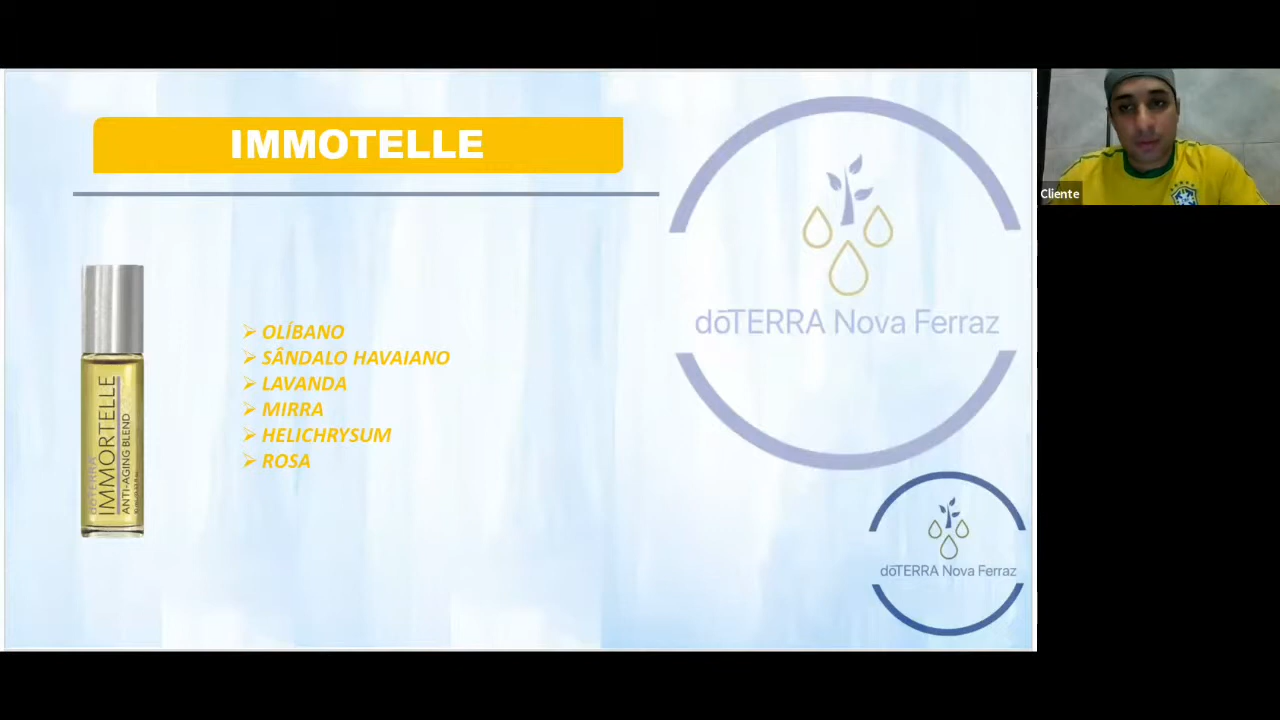 IMMOTELLE
OLÍBANO
SÂNDALO HAVAIANO
LAVANDA
MIRRA
HELICHRYSUM
ROSA
dōTERRA
IMMORTELLE
ANTI-AGING BLEND
dōTERRA Nova Ferraz
dōTERRA Nova Ferraz
Cliente